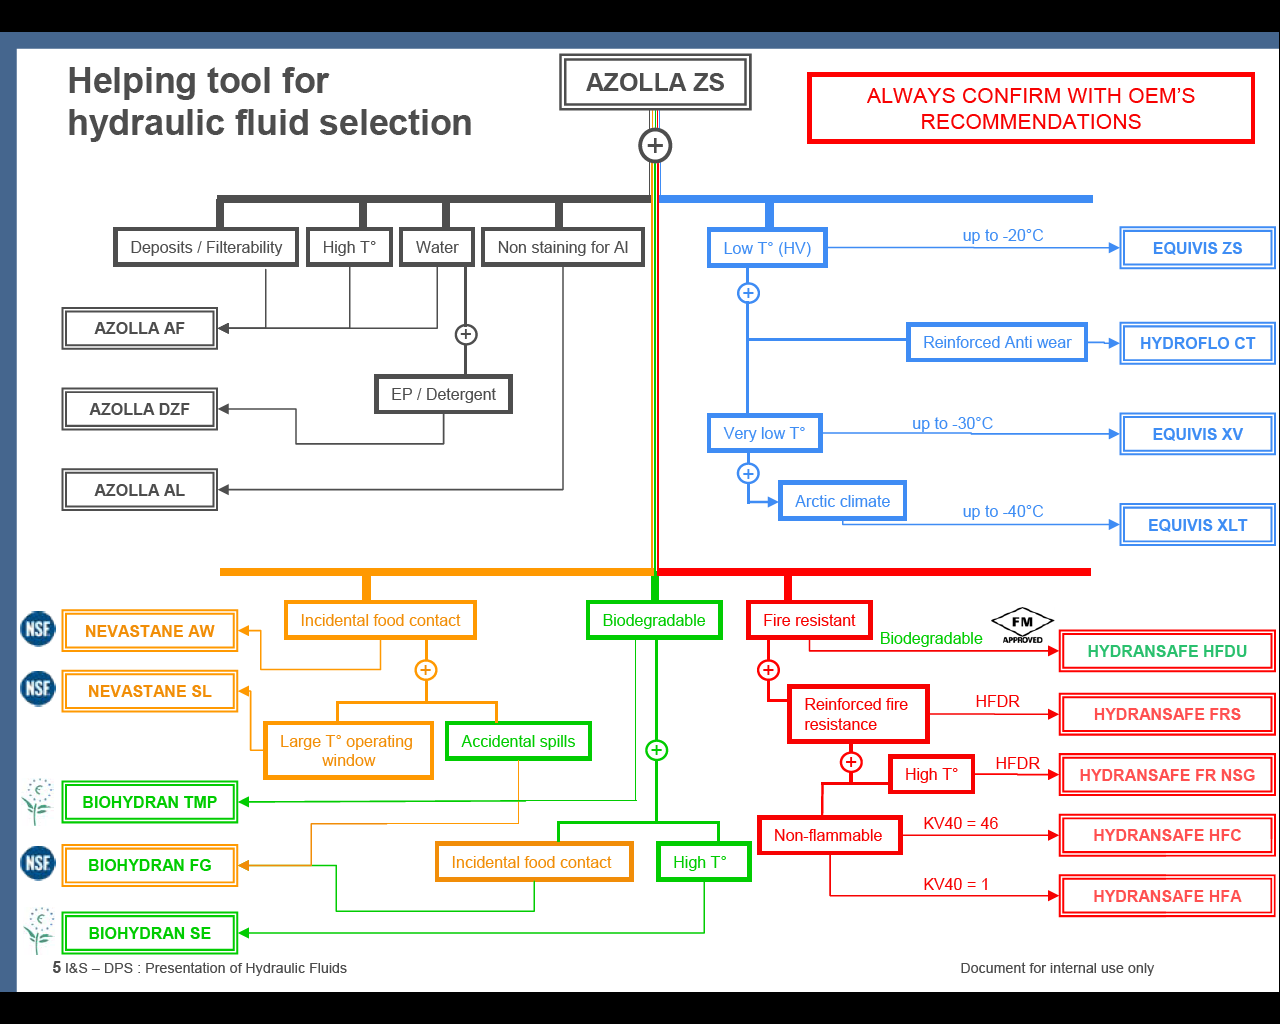 Helping tool for
hydraulic fluid selection
AZOLLA ZS
ALWAYS CONFIRM WITH OEM’S
RECOMMENDATIONS
+
Deposits / Filterability
High T°
Water
Non staining for Al
Low T° (HV)
up to -20°C
EQUIVIS ZS
+
AZOLLA AF
+
Reinforced Anti wear
HYDROFLO CT
EP / Detergent
AZOLLA DZF
Very low T°
up to -30°C
EQUIVIS XV
+
AZOLLA AL
Arctic climate
up to -40°C
EQUIVIS XLT
NSF
NEVASTANE AW
Incidental food contact
Biodegradable
Fire resistant
Biodegradable
FM
APPROVED
HYDRANSAFE HFDU
+
+
NSF
NEVASTANE SL
Reinforced fire
resistance
HFDR
HYDRANSAFE FRS
Large T° operating
window
Accidental spills
+
+
High T°
HFDR
HYDRANSAFE FR NSG
BIOHYDRAN TMP
Non-flammable
KV40 = 46
HYDRANSAFE HFC
NSF
BIOHYDRAN FG
Incidental food contact
High T°
KV40 = 1
HYDRANSAFE HFA
BIOHYDRAN SE
5 I&S – DPS : Presentation of Hydraulic Fluids
Document for internal use only